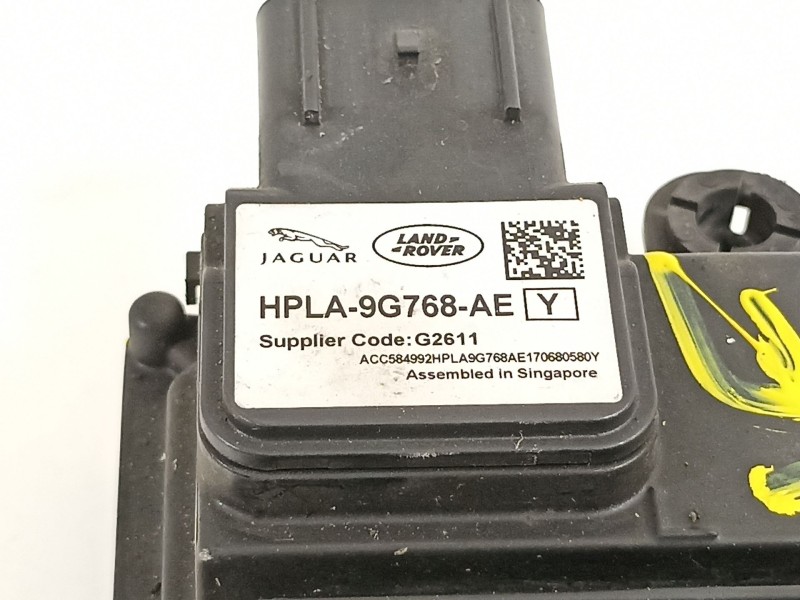 JAGUAR
LAND-
ROVER
HPLA-9G768-AE Y
Supplier Code:G2611
ACC584992HPLA9G768AE170680580Y
Assembled in Singapore